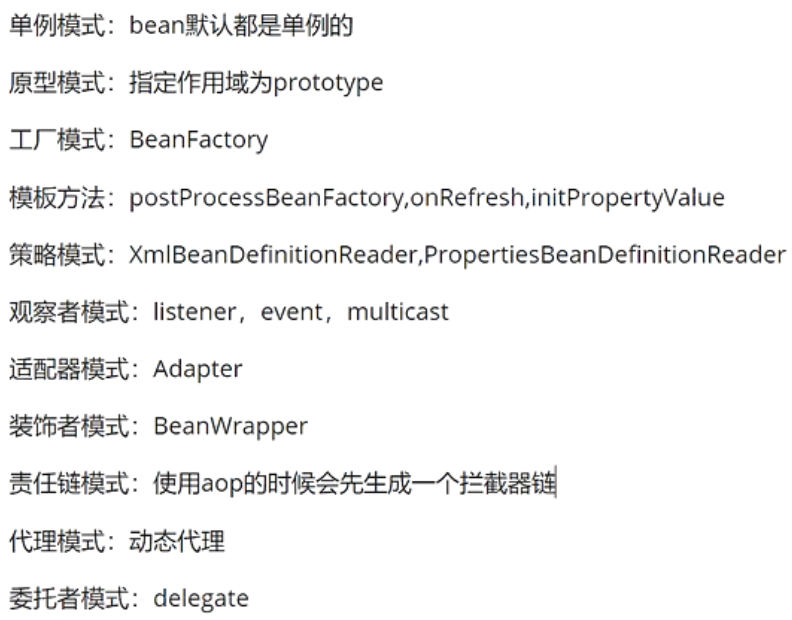 单例模式：bean默认都是单例的
原型模式：指定作用域为prototype
工厂模式：BeanFactory
模板方法：postProcessBeanFactory,onRefresh,initPropertyValue
策略模式：XmlBeanDefinitionReader,PropertiesBeanDefinitionReader
观察者模式：listener，event，multicast
适配器模式：Adapter
装饰者模式：BeanWrapper
责任链模式：使用aop的时候会先生成一个拦截器链
代理模式：动态代理
委托者模式：delegate